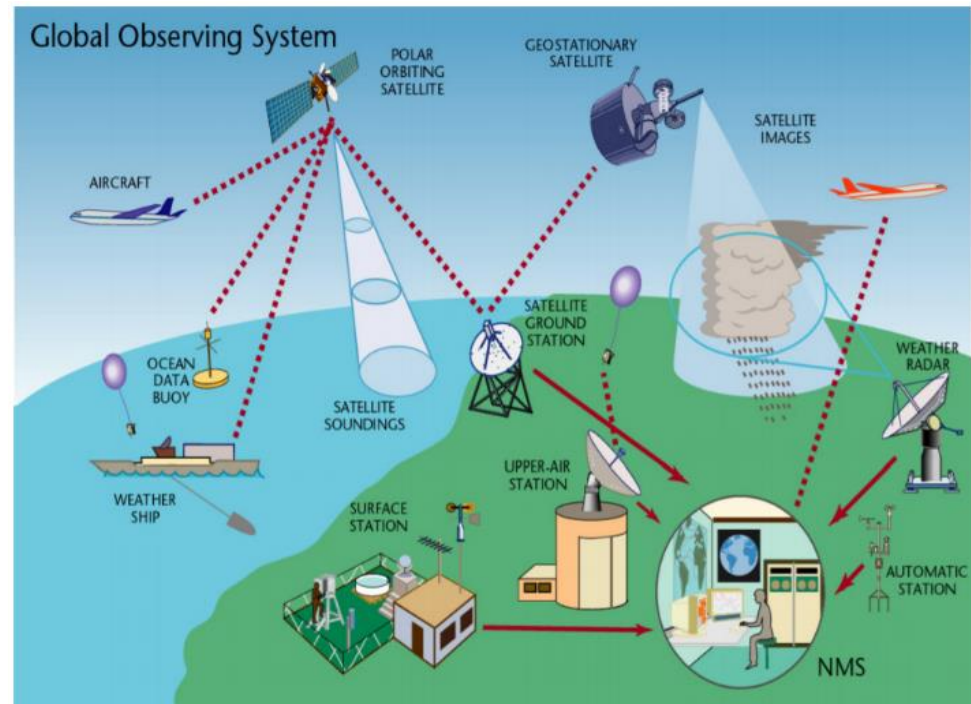 Global Observing System
POLAR
ORBITING
SATELLITE
GEOSTATIONARY
SATELLITE
SATELLITE
IMAGES
AIRCRAFT
SATELLITE
GROUND
STATION
OCEAN
DATA
BUOY
WEATHER
RADAR
SATELLITE
SOUNDINGS
UPPER-AIR
STATION
WEATHER
SHIP
SURFACE
STATION
AUTOMATIC
STATION
NMS